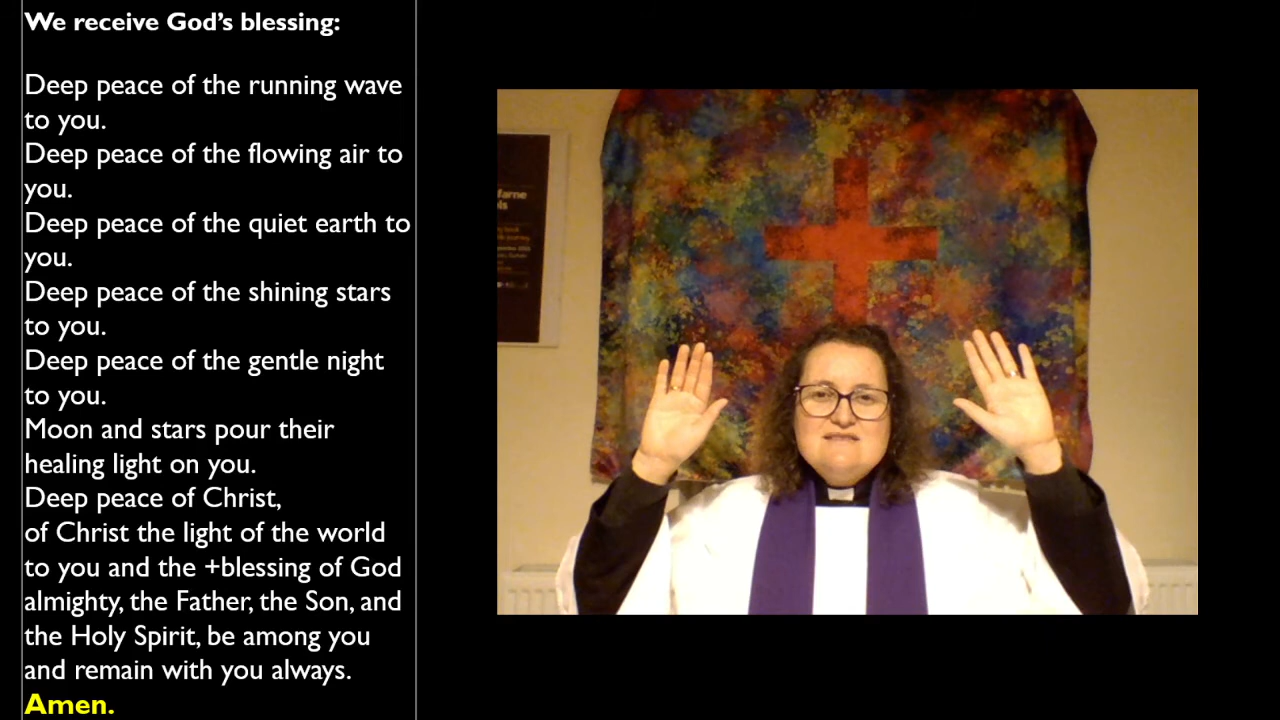 We receive God’s blessing:
Deep peace of the running wave
to you.
Deep peace of the flowing air to
you.
Deep peace of the quiet earth to
you.
Deep peace of the shining stars
to you.
Deep peace of the gentle night
to you.
Moon and stars pour their
healing light on you.
Deep peace of Christ,
of Christ the light of the world
to you and the +blessing of God
almighty, the Father, the Son, and
the Holy Spirit, be among you
and remain with you always.
Amen.